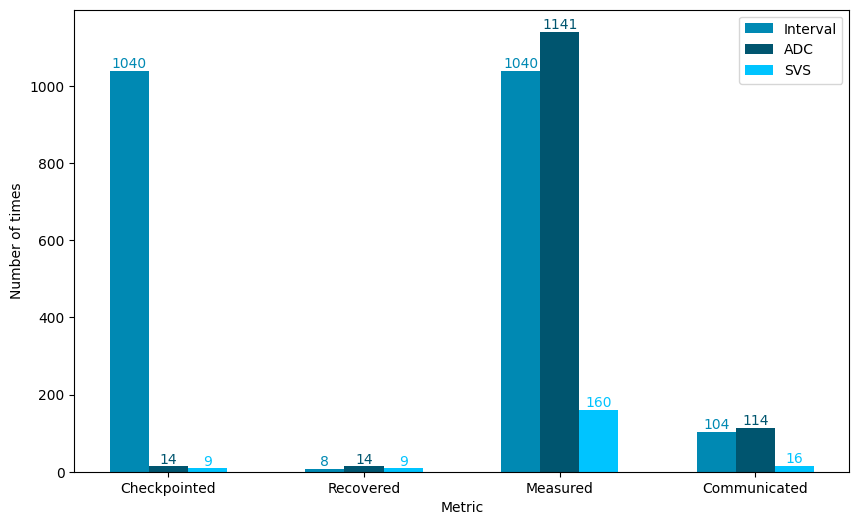 1040
14
9
8
14
9
1040
1141
160
104
114
16
Interval
ADC
SVS
Number of times
1000
800
600
400
200
0
Checkpointed
Recovered
Measured
Communicated
Metric